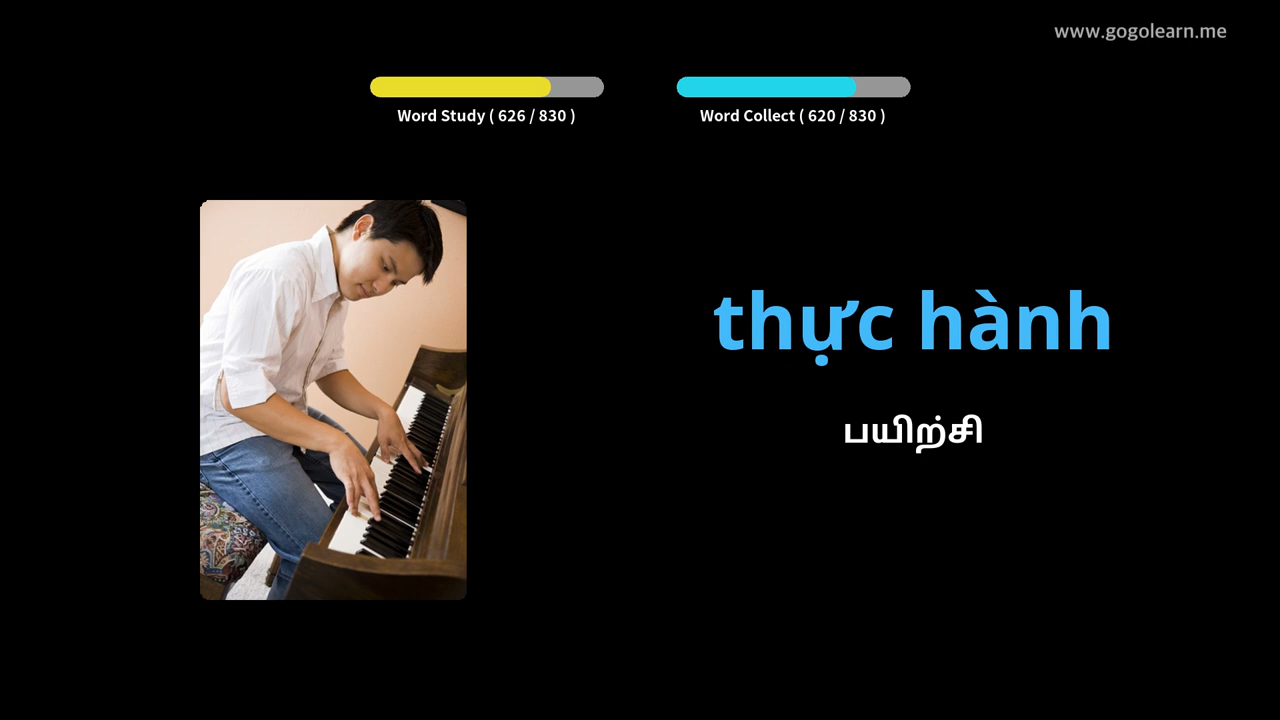 www.gogolearn.me
Word Study ( 626 / 830 )
Word Collect ( 620 / 830 )
thực hành
பயிற்சி